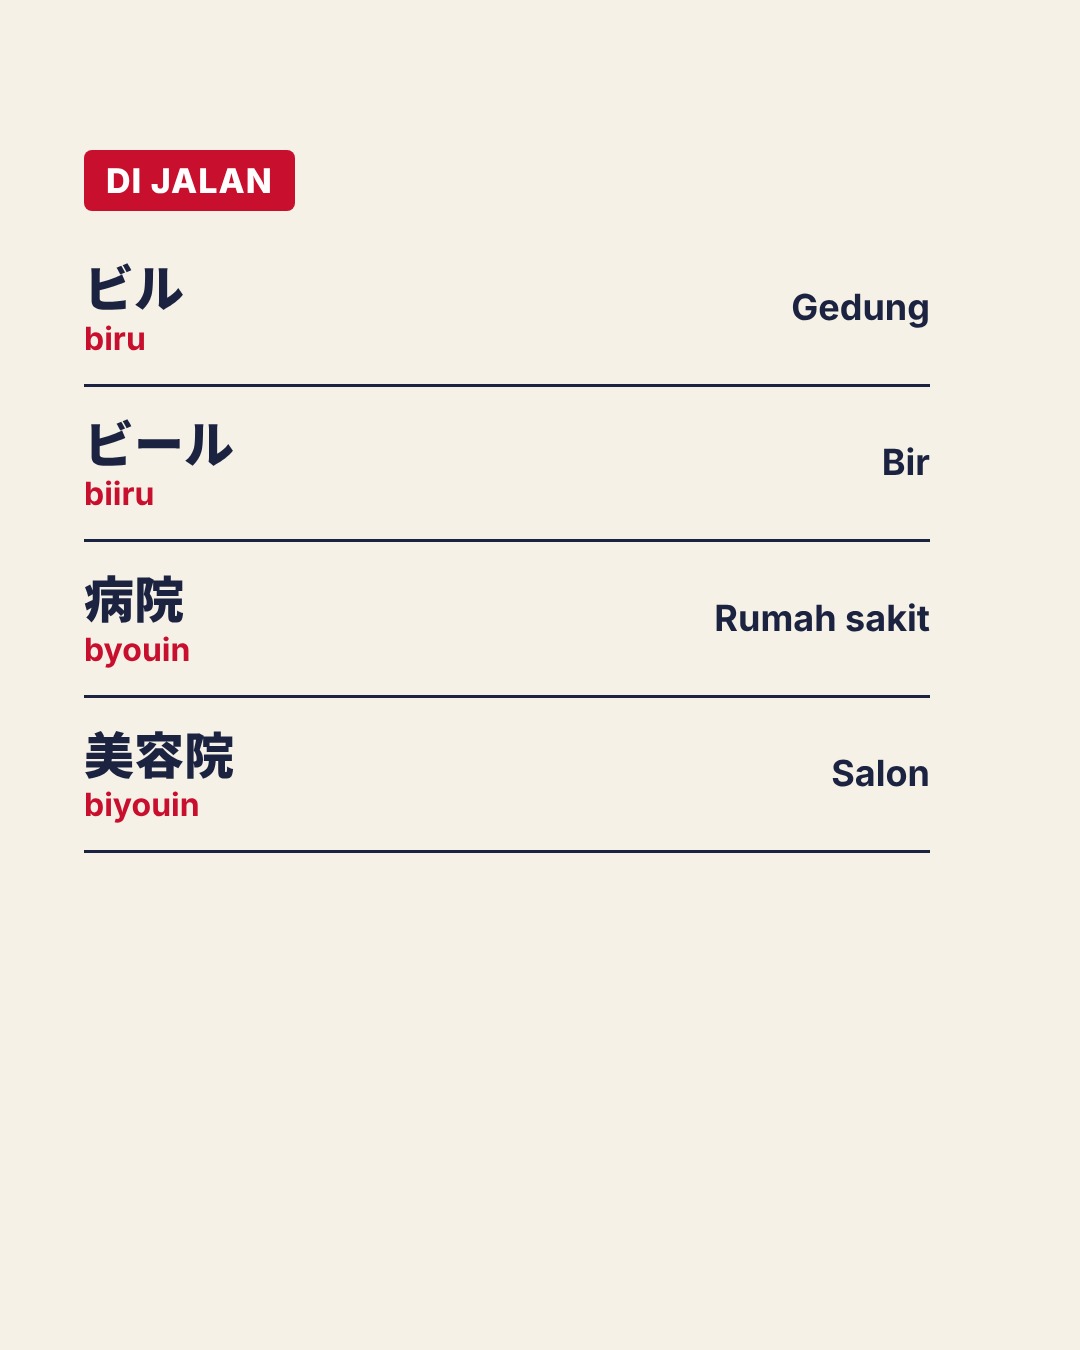 DI JALAN
ビル
biru
Gedung
ビール
biiru
Bir
病院
byouin
Rumah sakit
美容院
biyouin
Salon